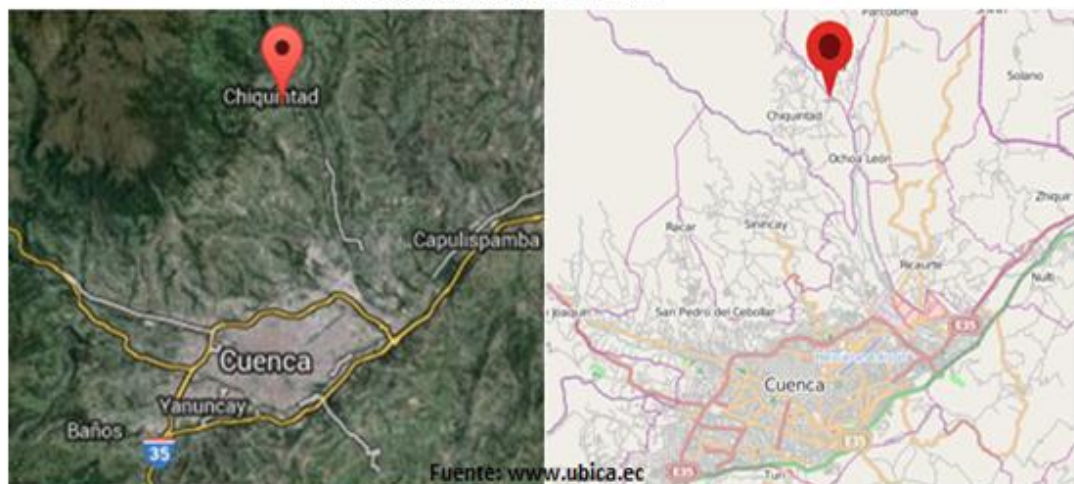 Chiquintad
Capulispamba
Cuenca
Yanuncay
Baños
35
Solano
Chiquintad
Ochoa León
Zhiquir
Racar
Sinincay
Ricaurte
Nulti
San Pedro del Cebollar
E35
Cuenca
E35
E35
Turi
Fuente: www.ubica.ec